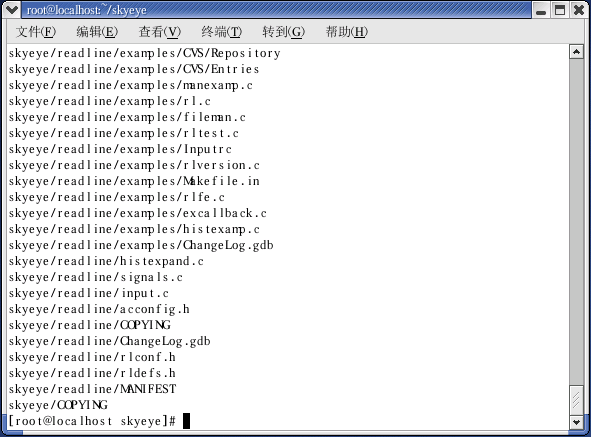 root@localhost:~/skyeye
文件(F) 编辑(E) 查看(V) 终端(T) 转到(G) 帮助(H)
skyeye/readline/examples/CVS/Repository
skyeye/readline/examples/CVS/Entries
skyeye/readline/examples/manexamp.c
skyeye/readline/examples/rl.c
skyeye/readline/examples/fileman.c
skyeye/readline/examples/rltest.c
skyeye/readline/examples/Inputrc
skyeye/readline/examples/rlversion.c
skyeye/readline/examples/Makefile.in
skyeye/readline/examples/rlfe.c
skyeye/readline/examples/excallback.c
skyeye/readline/examples/histexamp.c
skyeye/readline/examples/ChangeLog.gdb
skyeye/readline/histexpand.c
skyeye/readline/signals.c
skyeye/readline/input.c
skyeye/readline/acconfig.h
skyeye/readline/COPYING
skyeye/readline/ChangeLog.gdb
skyeye/readline/rlconf.h
skyeye/readline/rldefs.h
skyeye/readline/MANIFEST
skyeye/COPYING
[root@localhost skyeye]#